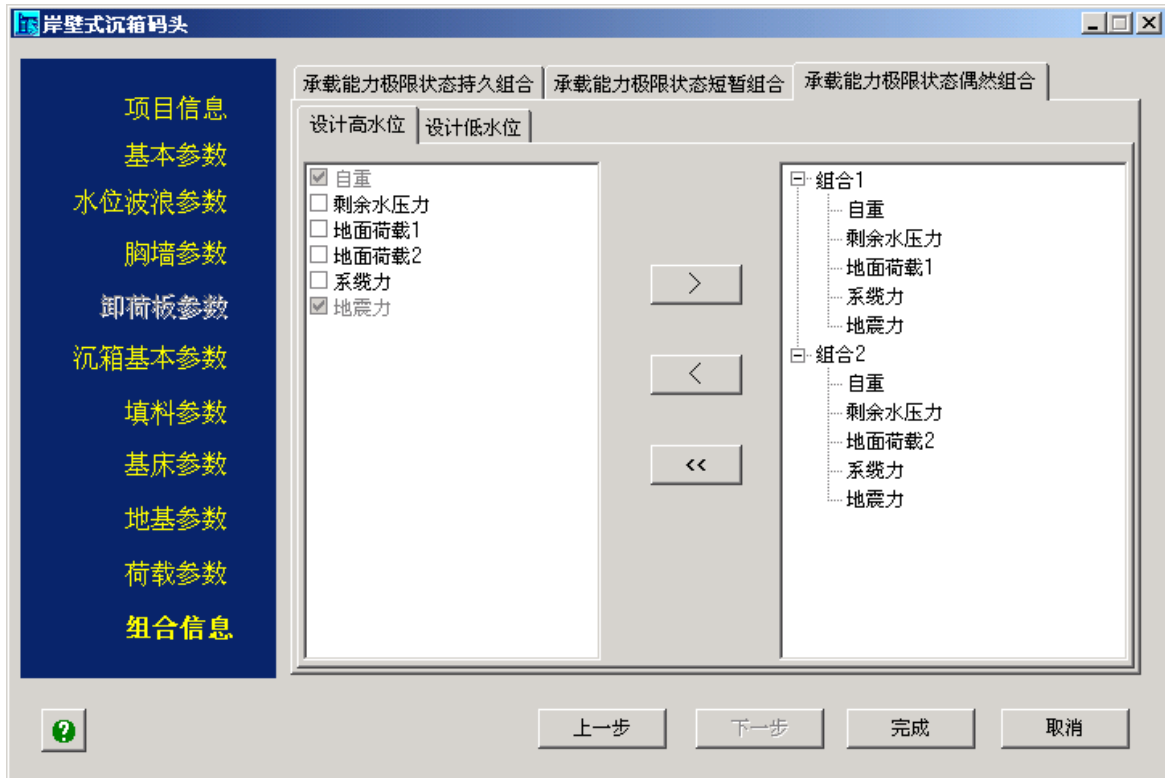 岸壁式沉箱码头
项目信息
基本参数
水位波浪参数
胸墙参数
卸荷板参数
沉箱基本参数
填料参数
基床参数
地基参数
荷载参数
组合信息
承载能力极限状态持久组合 承载能力极限状态短暂组合 承载能力极限状态偶然组合
设计高水位 设计低水位
自重
剩余水压力
地面荷载1
地面荷载2
系缆力
地震力
>
<
<<
组合1
自重
剩余水压力
地面荷载1
系缆力
地震力
组合2
自重
剩余水压力
地面荷载2
系缆力
地震力
?
上一步 下一步 完成 取消